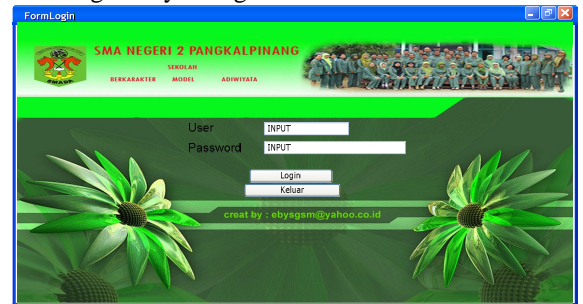 FormLogin
SMA NEGERI 2 PANGKALPINANG
SEKOLAH
BERKARAKTER MODEL ADIWIYATA
SMADA
User INPUT
Password INPUT
Login
Keluar
creat by : ebysgsm@yahoo.co.id